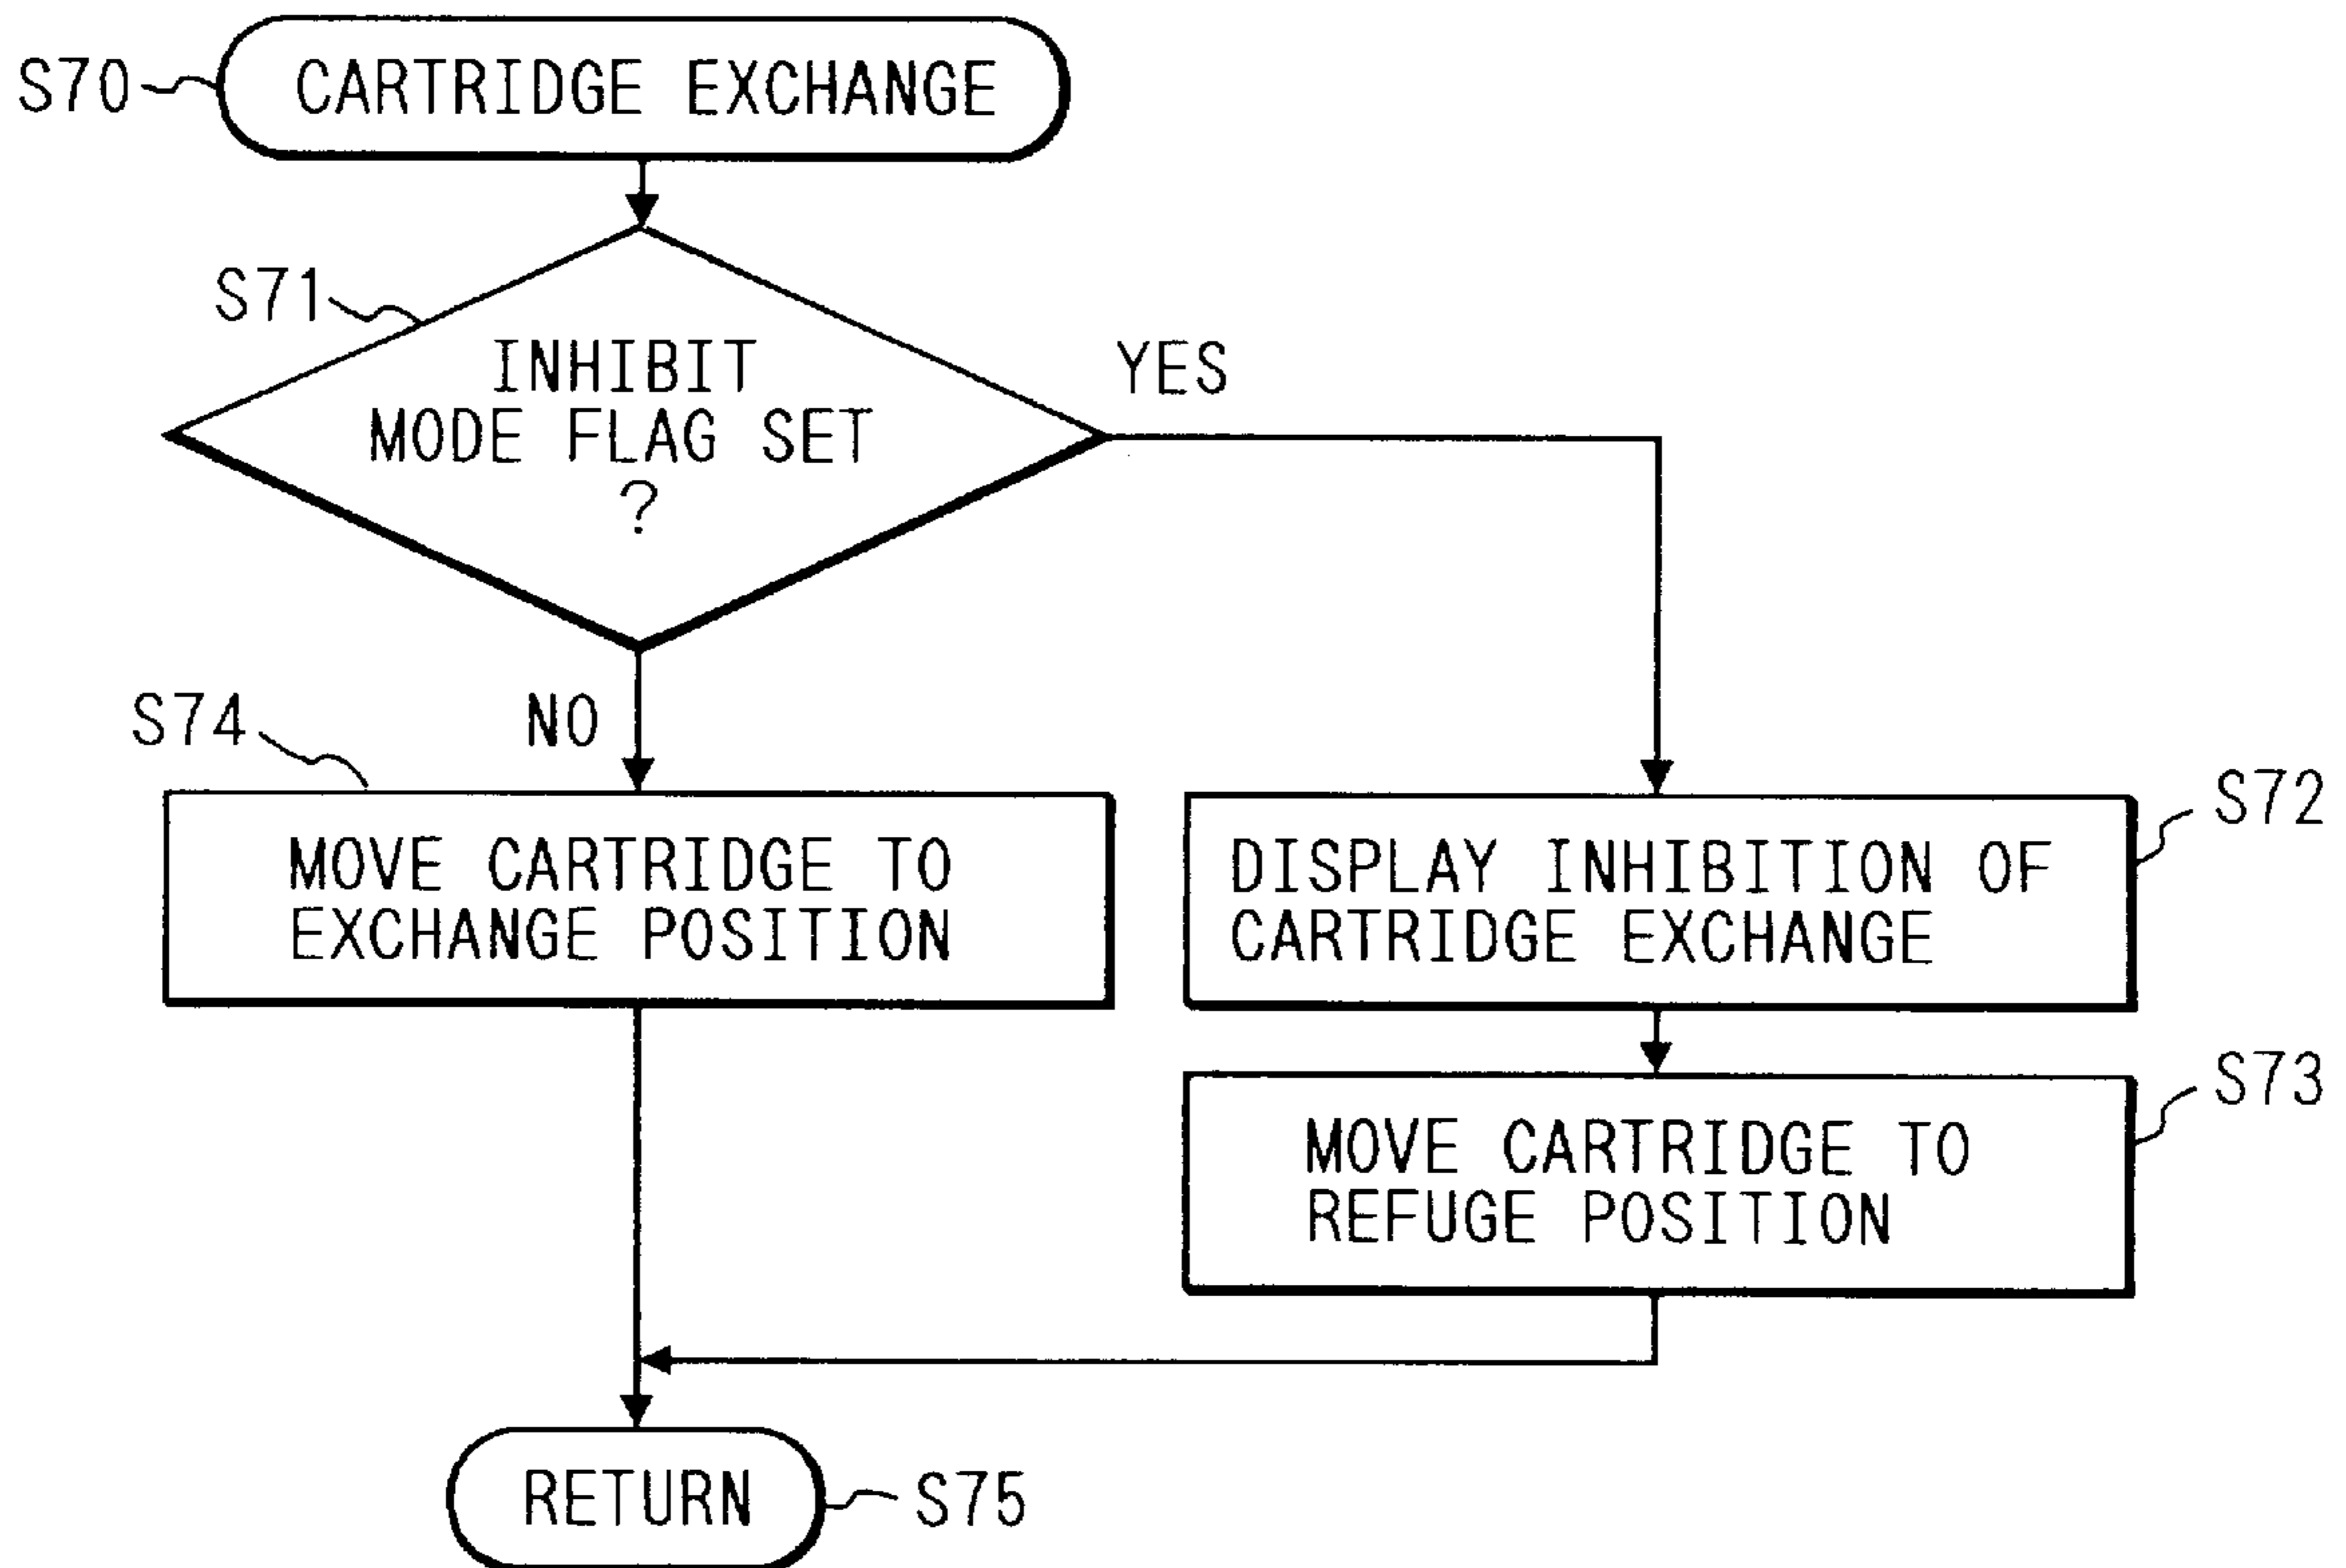 S70
CARTRIDGE EXCHANGE
S71
INHIBIT
MODE FLAG SET
?
YES
NO
S74
MOVE CARTRIDGE TO
EXCHANGE POSITION
S72
DISPLAY INHIBITION OF
CARTRIDGE EXCHANGE
S73
MOVE CARTRIDGE TO
REFUGE POSITION
RETURN
S75